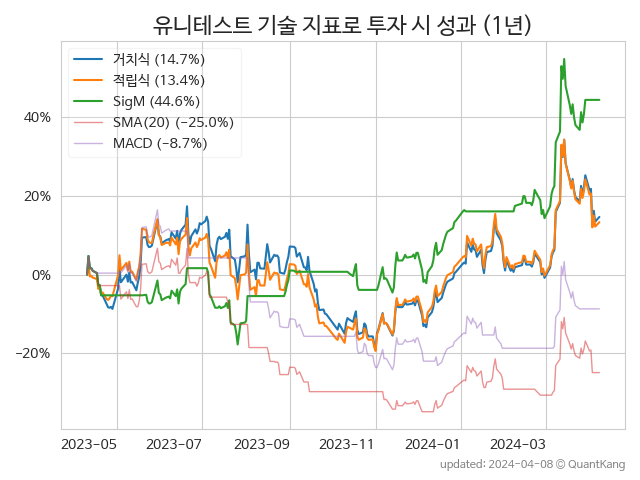 유니테스트 기술 지표로 투자 시 성과 (1년)
거치식 (14.7%)
적립식 (13.4%)
SigM (44.6%)
SMA(20) (−25.0%)
MACD (−8.7%)
40%
20%
0%
−20%
2023-05 2023-07 2023-09 2023-11 2024-01 2024-03
updated: 2024-04-08 © QuantKang